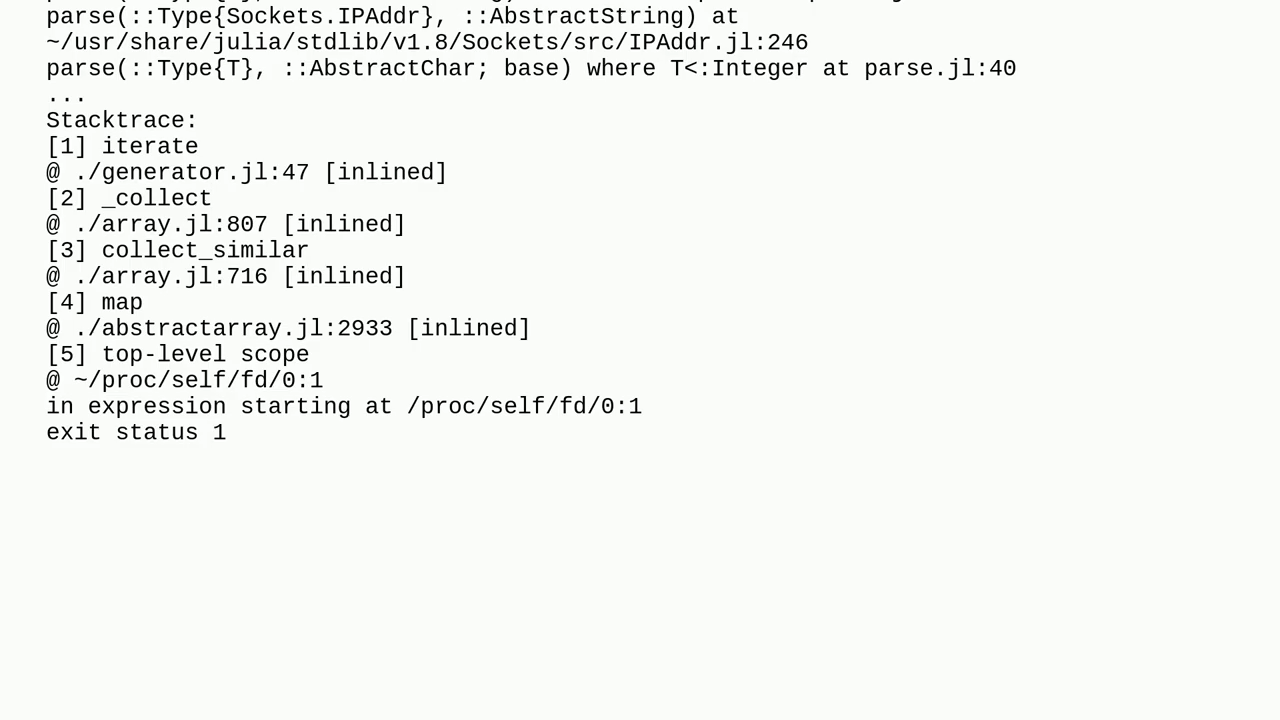 parse(::Type{Sockets.IPAddr}, ::AbstractString) at
~/usr/share/julia/stdlib/v1.8/Sockets/src/IPAddr.jl:246
parse(::Type{T}, ::AbstractChar; base) where T<:Integer at parse.jl:40
...
Stacktrace:
[1] iterate
@ ./generator.jl:47 [inlined]
[2] _collect
@ ./array.jl:807 [inlined]
[3] collect_similar
@ ./array.jl:716 [inlined]
[4] map
@ ./abstractarray.jl:2933 [inlined]
[5] top-level scope
@ ~/proc/self/fd/0:1
in expression starting at /proc/self/fd/0:1
exit status 1